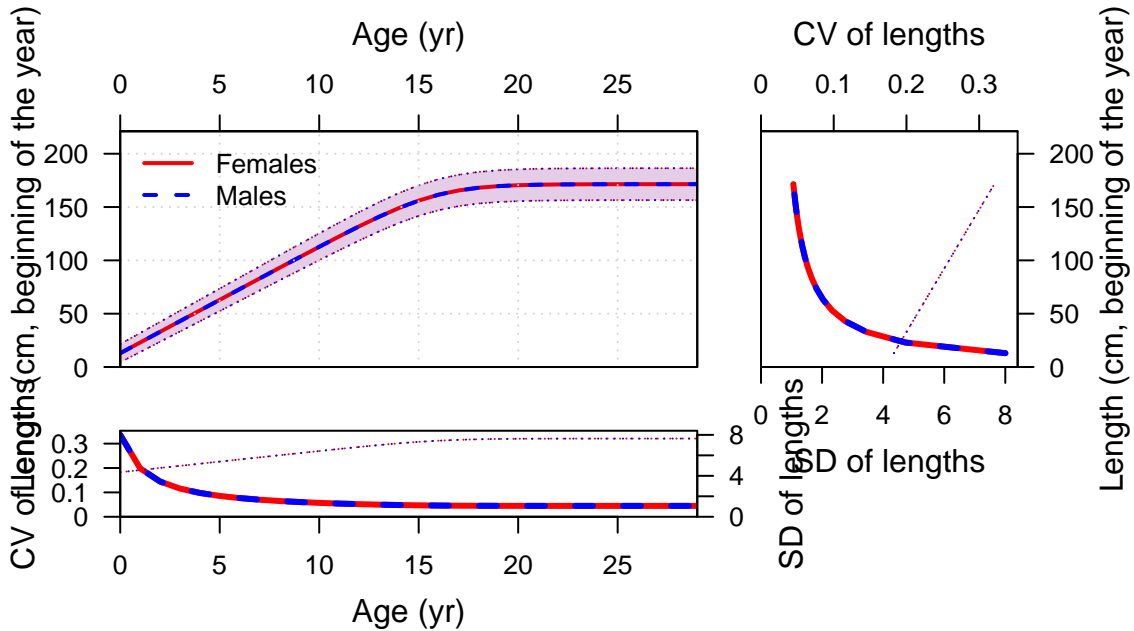 Age (yr)
CV of lengths
0 5 10 15 20 25
0 0.1 0.2 0.3
Length (cm, beginning of the year)
0 50 100 150 200
Females
Males
0 50 100 150 200
Length (cm, beginning of the year)
0 2 4 6 8
SD of lengths
CV of lengths
0 0.1 0.2 0.3
0 4 8
SD of lengths
0 5 10 15 20 25
Age (yr)